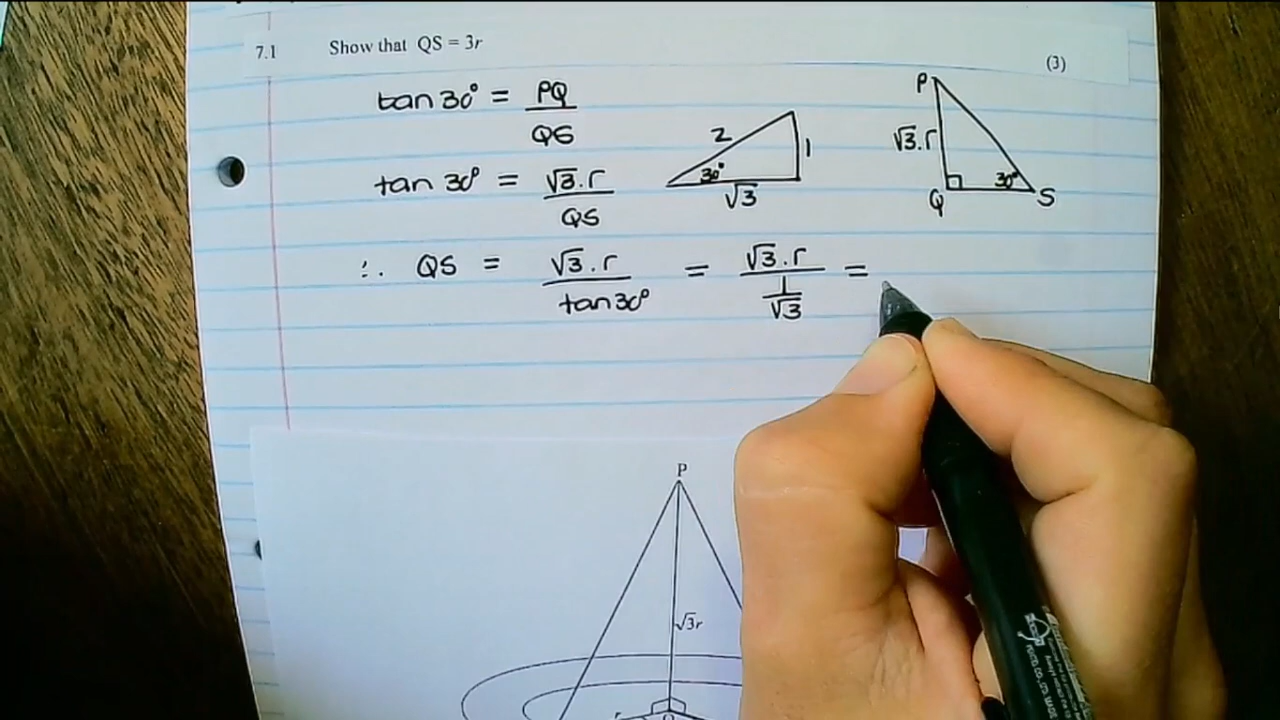 7.1 Show that QS = 3r
(3)
tan 30° = PQ / QS
tan 30° = √3.r / QS
∴ QS = √3.r / tan 30° = √3.r / (1/√3) =
2
1
30°
√3
P
√3.r
30°
Q
S
P
√3r